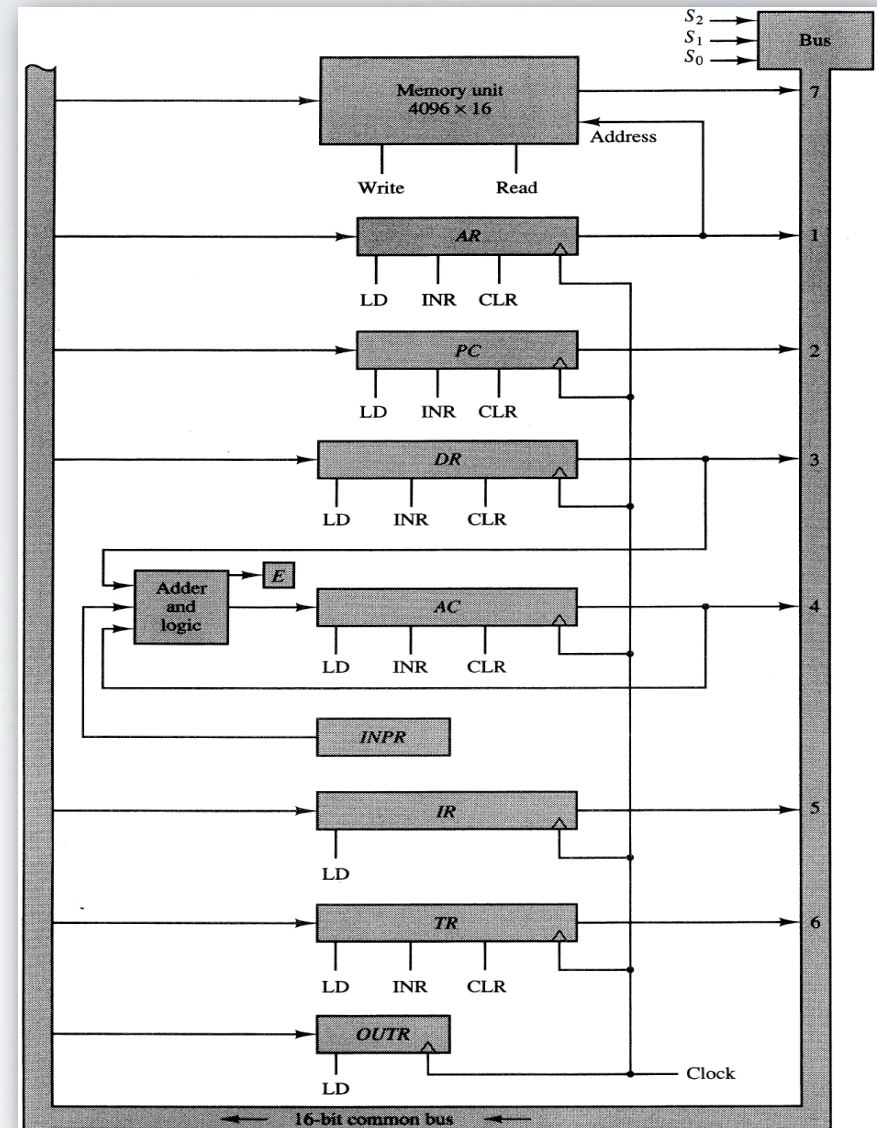 S₂
S₁
S₀
Bus
Memory unit
4096 × 16
7
Address
Write Read
AR
1
LD INR CLR
PC
2
LD INR CLR
DR
3
LD INR CLR
Adder
and
logic
E
AC
4
LD INR CLR
INPR
IR
5
LD
TR
6
LD INR CLR
OUTR
LD
Clock
16-bit common bus